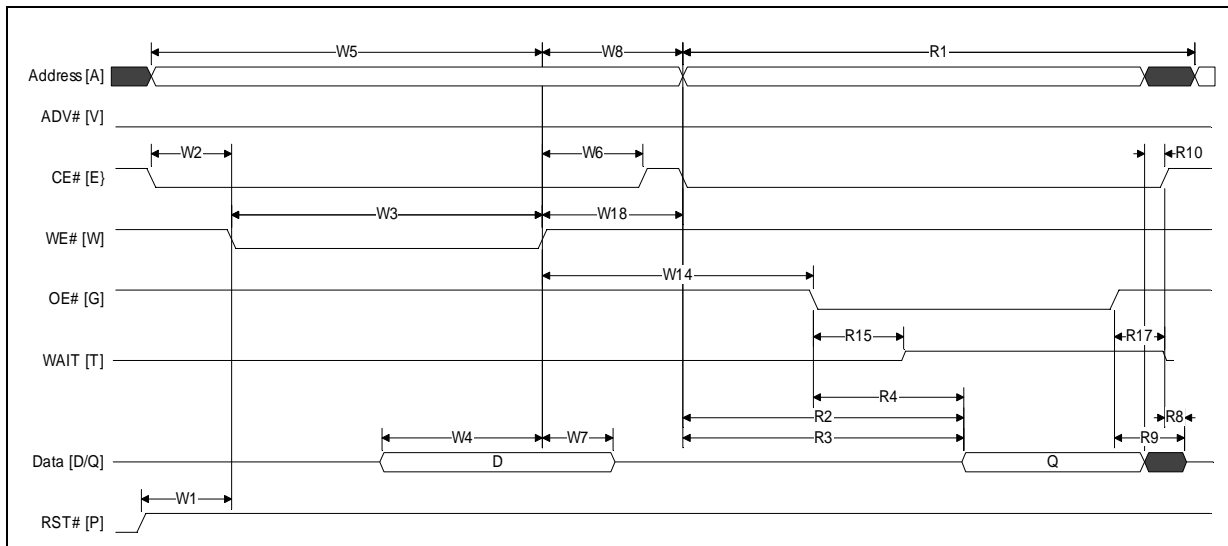 W5 W8 R1
Address [A]
ADV# [V]
W2 W6 R10
CE# [E}
W3 W18
WE# [W]
W14
OE# [G]
R15 R17
WAIT [T]
R4
R2 R8
W4 W7 R3 R9
Data [D/Q] D Q
W1
RST# [P]